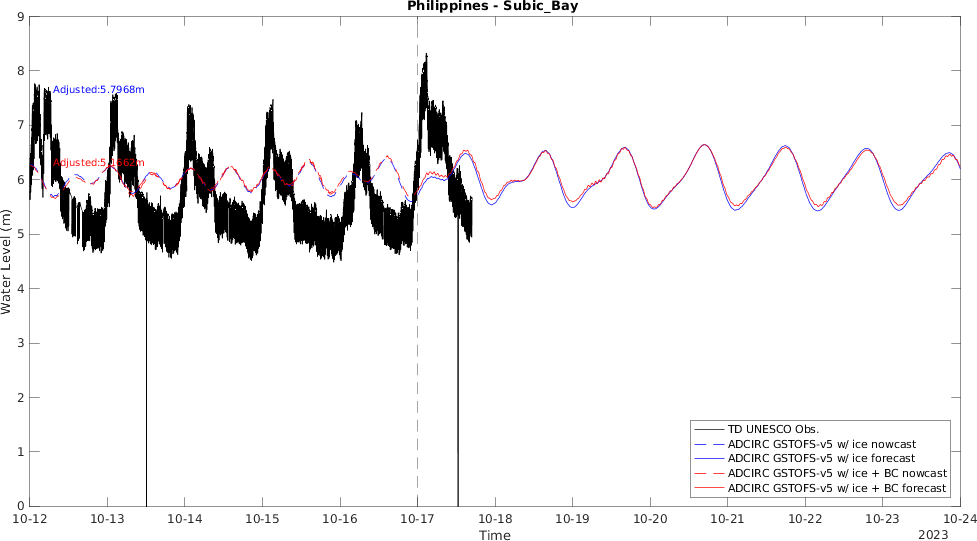 Philippines - Subic_Bay
9
8
7
6
5
4
3
2
1
0
Water Level (m)
Adjusted:5.7968m
Adjusted:5.1662m
TD UNESCO Obs.
ADCIRC GSTOFS-v5 w/ ice nowcast
ADCIRC GSTOFS-v5 w/ ice forecast
ADCIRC GSTOFS-v5 w/ ice + BC nowcast
ADCIRC GSTOFS-v5 w/ ice + BC forecast
10-12 10-13 10-14 10-15 10-16 10-17 10-18 10-19 10-20 10-21 10-22 10-23 10-24
Time
2023